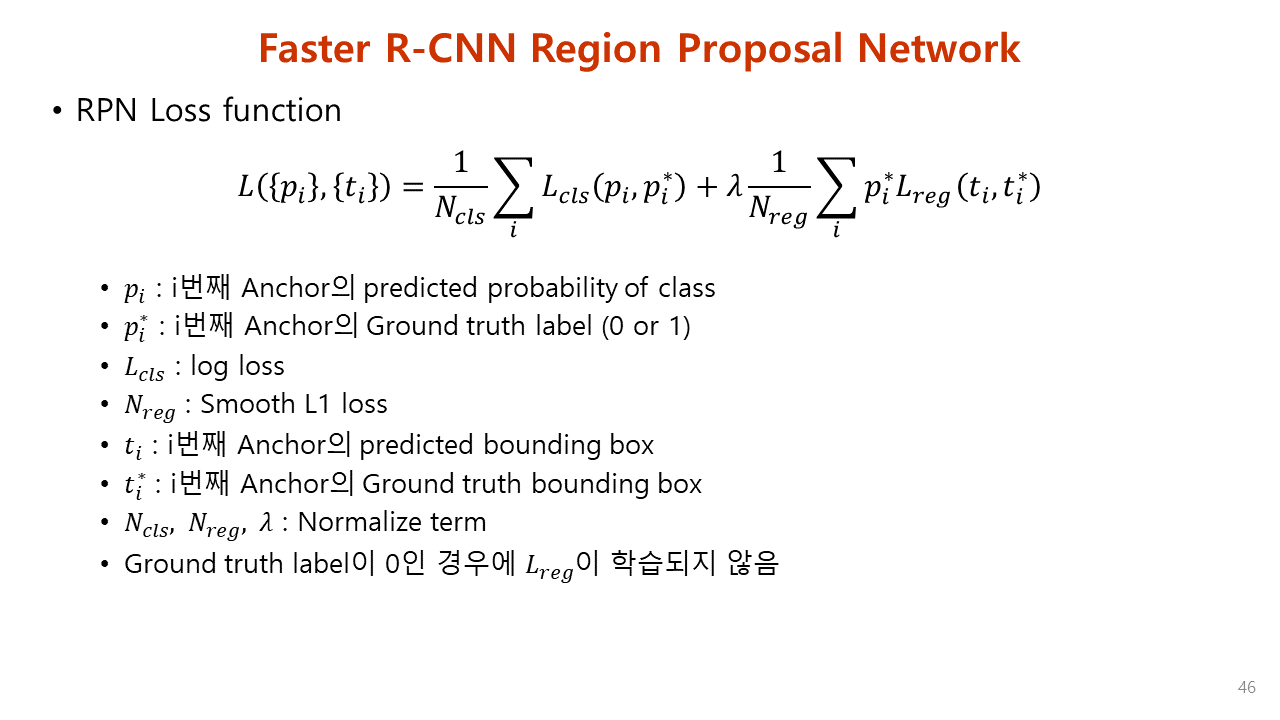 Faster R-CNN Region Proposal Network
• RPN Loss function
$L(\{p_i\},\{t_i\}) = \frac{1}{N_{cls}} \sum_i L_{cls}(p_i, p_i^*) + \lambda \frac{1}{N_{reg}} \sum_i p_i^* L_{reg}(t_i, t_i^*)$
• $p_i$ : i번째 Anchor의 predicted probability of class
• $p_i^*$ : i번째 Anchor의 Ground truth label (0 or 1)
• $L_{cls}$ : log loss
• $N_{reg}$ : Smooth L1 loss
• $t_i$ : i번째 Anchor의 predicted bounding box
• $t_i^*$ : i번째 Anchor의 Ground truth bounding box
• $N_{cls}$, $N_{reg}$, $\lambda$ : Normalize term
• Ground truth label이 0인 경우에 $L_{reg}$이 학습되지 않음
46